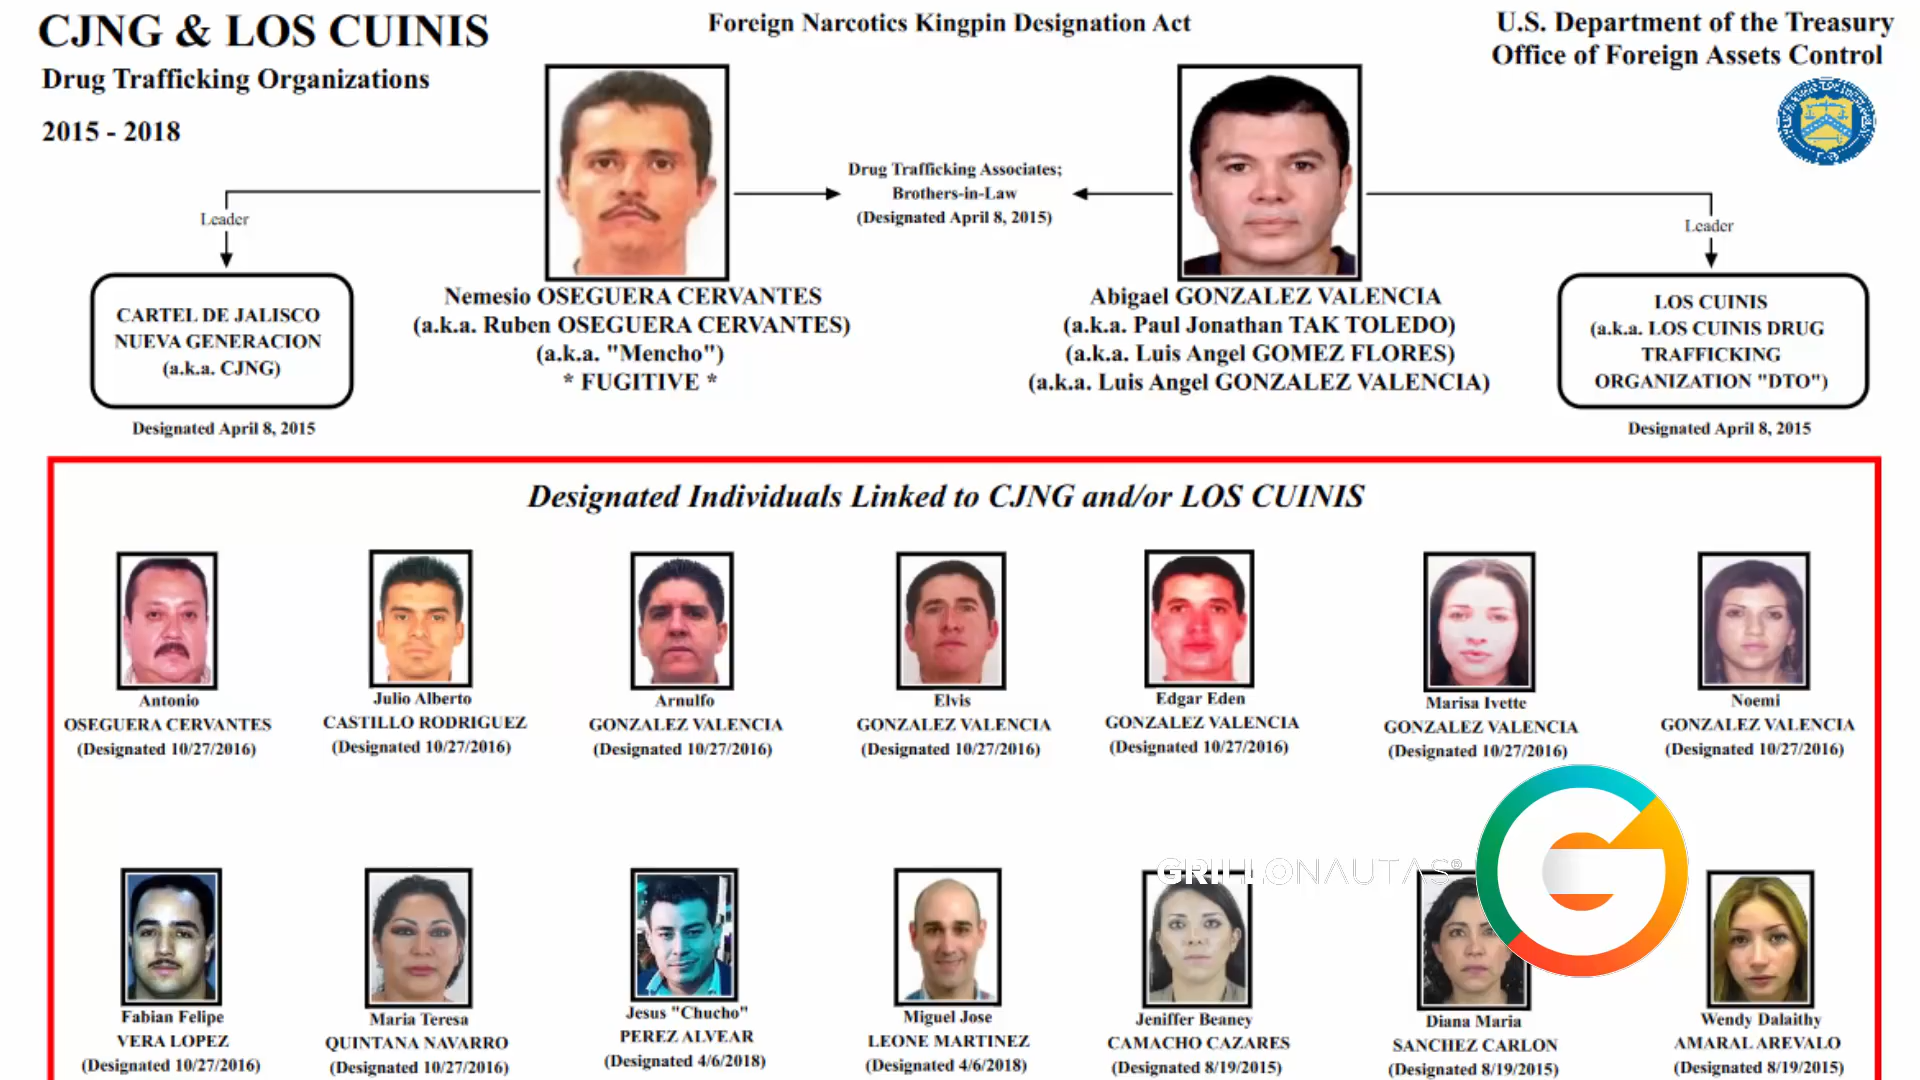 CJNG & LOS CUINIS
Drug Trafficking Organizations
2015 - 2018
Foreign Narcotics Kingpin Designation Act
U.S. Department of the Treasury
Office of Foreign Assets Control
Leader
Drug Trafficking Associates;
Brothers-in-Law
(Designated April 8, 2015)
Leader
CARTEL DE JALISCO
NUEVA GENERACION
(a.k.a. CJNG)
Designated April 8, 2015
Nemesio OSEGUERA CERVANTES
(a.k.a. Ruben OSEGUERA CERVANTES)
(a.k.a. "Mencho")
* FUGITIVE *
Abigael GONZALEZ VALENCIA
(a.k.a. Paul Jonathan TAK TOLEDO)
(a.k.a. Luis Angel GOMEZ FLORES)
(a.k.a. Luis Angel GONZALEZ VALENCIA)
LOS CUINIS
(a.k.a. LOS CUINIS DRUG
TRAFFICKING
ORGANIZATION "DTO")
Designated April 8, 2015
Designated Individuals Linked to CJNG and/or LOS CUINIS
Antonio
OSEGUERA CERVANTES
(Designated 10/27/2016)
Julio Alberto
CASTILLO RODRIGUEZ
(Designated 10/27/2016)
Arnulfo
GONZALEZ VALENCIA
(Designated 10/27/2016)
Elvis
GONZALEZ VALENCIA
(Designated 10/27/2016)
Edgar Eden
GONZALEZ VALENCIA
(Designated 10/27/2016)
Marisa Ivette
GONZALEZ VALENCIA
(Designated 10/27/2016)
Noemi
GONZALEZ VALENCIA
(Designated 10/27/2016)
GRILLONAUTAS®
Fabian Felipe
VERA LOPEZ
(Designated 10/27/2016)
Maria Teresa
QUINTANA NAVARRO
(Designated 10/27/2016)
Jesus "Chucho"
PEREZ ALVEAR
(Designated 4/6/2018)
Miguel Jose
LEONE MARTINEZ
(Designated 4/6/2018)
Jeniffer Beaney
CAMACHO CAZARES
(Designated 8/19/2015)
Diana Maria
SANCHEZ CARLON
(Designated 8/19/2015)
Wendy Dalaithy
AMARAL AREVALO
(Designated 8/19/2015)